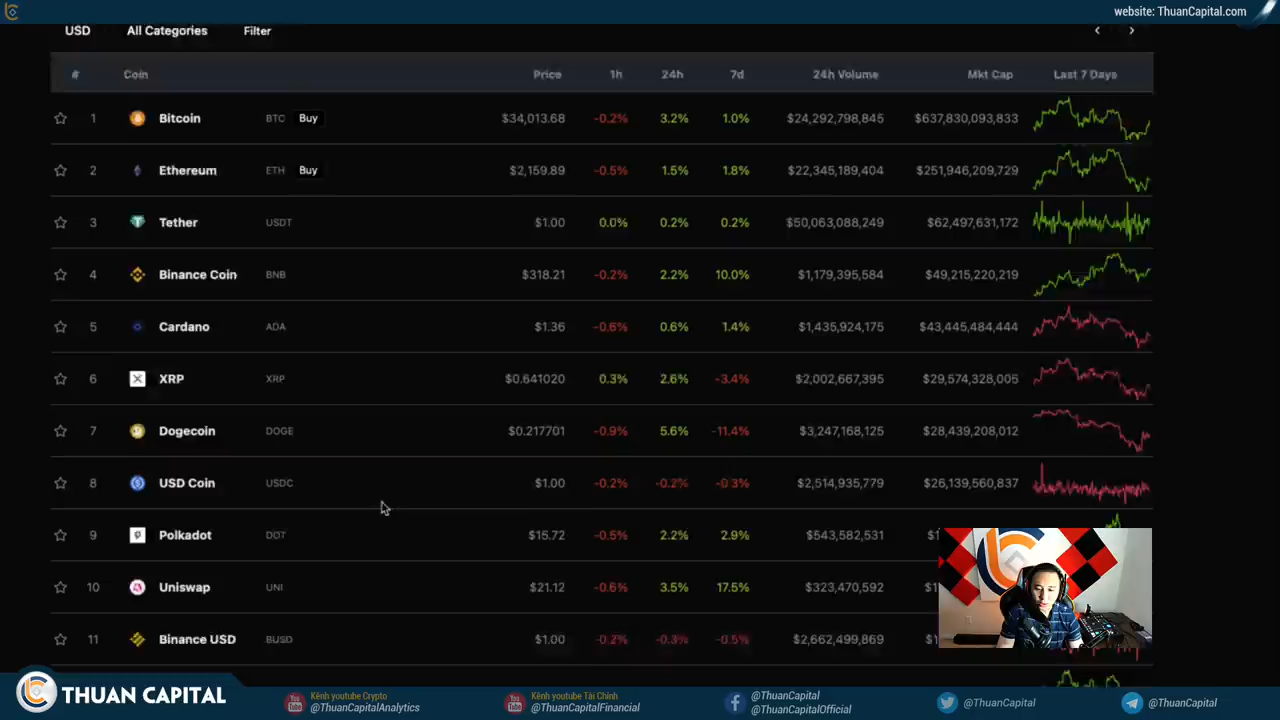 website: ThuanCapital.com
USD All Categories Filter
# Coin Price 1h 24h 7d 24h Volume Mkt Cap Last 7 Days
1 Bitcoin BTC Buy $34,013.68 -0.2% 3.2% 1.0% $24,292,798,845 $637,830,093,833
2 Ethereum ETH Buy $2,159.89 -0.5% 1.5% 1.8% $22,345,189,404 $251,946,209,729
3 Tether USDT $1.00 0.0% 0.2% 0.2% $50,063,088,249 $62,497,631,172
4 Binance Coin BNB $318.21 -0.2% 2.2% 10.0% $1,179,395,584 $49,215,220,219
5 Cardano ADA $1.36 -0.6% 0.6% 1.4% $1,435,924,175 $43,445,484,444
6 XRP XRP $0.641020 0.3% 2.6% -3.4% $2,002,667,395 $29,574,328,005
7 Dogecoin DOGE $0.217701 -0.9% 5.6% -11.4% $3,247,168,125 $28,439,208,012
8 USD Coin USDC $1.00 -0.2% -0.2% -0.3% $2,514,935,779 $26,139,560,837
9 Polkadot DOT $15.72 -0.5% 2.2% 2.9% $543,582,531
10 Uniswap UNI $21.12 -0.6% 3.5% 17.5% $323,470,592
11 Binance USD BUSD $1.00 -0.2% -0.3% -0.5% $2,662,499,869
THUAN CAPITAL
Kênh youtube Crypto
@ThuanCapitalAnalytics
Kênh youtube Tài Chính
@ThuanCapitalFinancial
@ThuanCapital
@ThuanCapitalOfficial
@ThuanCapital
@ThuanCapital